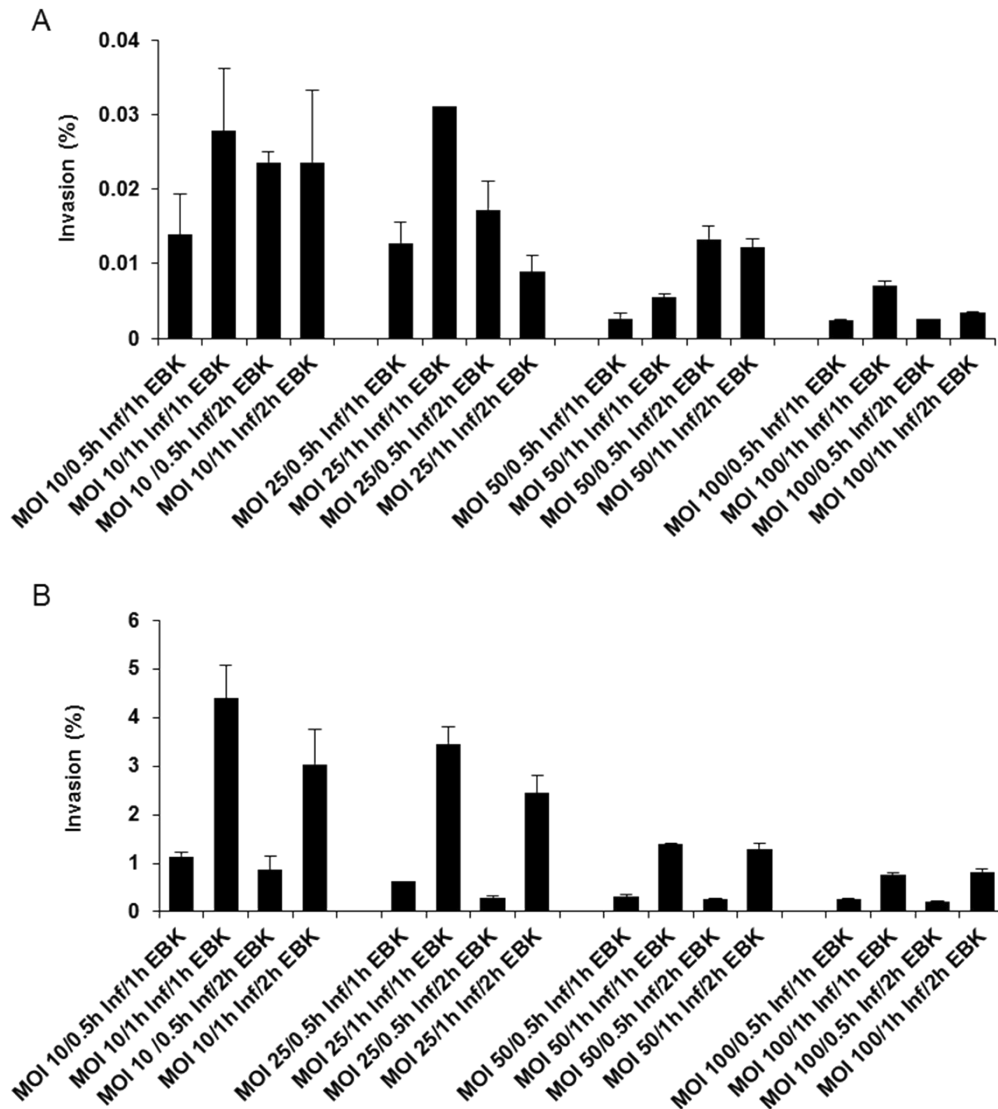 A
0.04
0.03
0.02
0.01
0
Invasion (%)
MOI 10/0.5h Inf/1h EBK
MOI 10/1h Inf/1h EBK
MOI 10 /0.5h Inf/2h EBK
MOI 10/1h Inf/2h EBK
MOI 25/0.5h Inf/1h EBK
MOI 25/1h Inf/1h EBK
MOI 25/0.5h Inf/2h EBK
MOI 25/1h Inf/2h EBK
MOI 50/0.5h Inf/1h EBK
MOI 50/1h Inf/1h EBK
MOI 50/0.5h Inf/2h EBK
MOI 50/1h Inf/2h EBK
MOI 100/0.5h Inf/1h EBK
MOI 100/1h Inf/1h EBK
MOI 100/0.5h Inf/2h EBK
MOI 100/1h Inf/2h EBK
B
6
5
4
3
2
1
0
Invasion (%)
MOI 10/0.5h Inf/1h EBK
MOI 10/1h Inf/1h EBK
MOI 10 /0.5h Inf/2h EBK
MOI 10/1h Inf/2h EBK
MOI 25/0.5h Inf/1h EBK
MOI 25/1h Inf/1h EBK
MOI 25/0.5h Inf/2h EBK
MOI 25/1h Inf/2h EBK
MOI 50/0.5h Inf/1h EBK
MOI 50/1h Inf/1h EBK
MOI 50/0.5h Inf/2h EBK
MOI 50/1h Inf/2h EBK
MOI 100/0.5h Inf/1h EBK
MOI 100/1h Inf/1h EBK
MOI 100/0.5h Inf/2h EBK
MOI 100/1h Inf/2h EBK